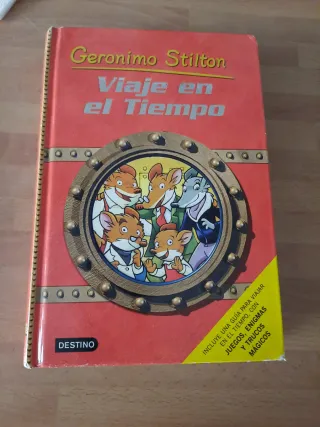 Geronimo Stilton
Viaje en
el Tiempo
INCLUYE UNA GUÍA PARA VIAJAR
EN EL TIEMPO, CON
JUEGOS, ENIGMAS
Y TRUCOS
MÁGICOS
DESTINO